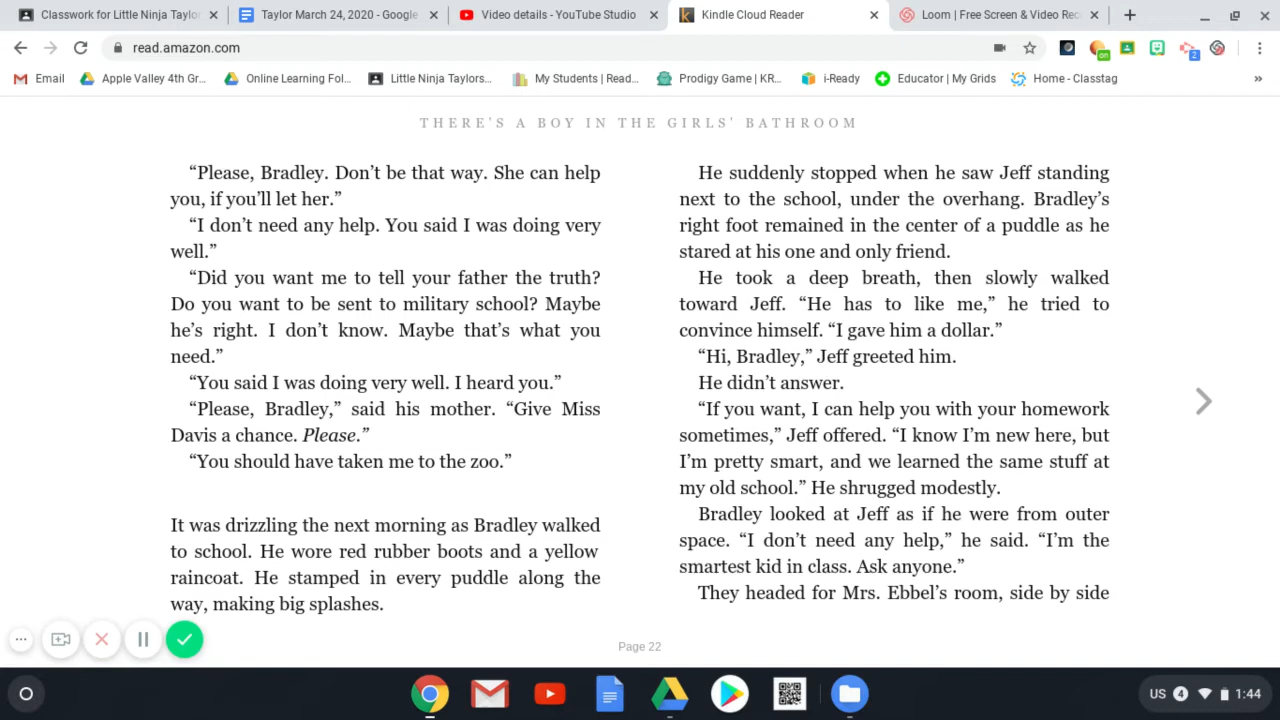 Classwork for Little Ninja Taylor
Taylor March 24, 2020 - Google
Video details - YouTube Studio
Kindle Cloud Reader
Loom | Free Screen & Video Rec
read.amazon.com
on
2
Email
Apple Valley 4th Gr...
Online Learning Fol...
Little Ninja Taylors...
My Students | Read...
Prodigy Game | KR...
i-Ready
Educator | My Grids
Home - Classtag
»
THERE'S A BOY IN THE GIRLS' BATHROOM
“Please, Bradley. Don’t be that way. She can help
you, if you’ll let her.”
“I don’t need any help. You said I was doing very
well.”
“Did you want me to tell your father the truth?
Do you want to be sent to military school? Maybe
he’s right. I don’t know. Maybe that’s what you
need.”
“You said I was doing very well. I heard you.”
“Please, Bradley,” said his mother. “Give Miss
Davis a chance. Please.”
“You should have taken me to the zoo.”
It was drizzling the next morning as Bradley walked
to school. He wore red rubber boots and a yellow
raincoat. He stamped in every puddle along the
way, making big splashes.
He suddenly stopped when he saw Jeff standing
next to the school, under the overhang. Bradley’s
right foot remained in the center of a puddle as he
stared at his one and only friend.
He took a deep breath, then slowly walked
toward Jeff. “He has to like me,” he tried to
convince himself. “I gave him a dollar.”
“Hi, Bradley,” Jeff greeted him.
He didn’t answer.
“If you want, I can help you with your homework
sometimes,” Jeff offered. “I know I’m new here, but
I’m pretty smart, and we learned the same stuff at
my old school.” He shrugged modestly.
Bradley looked at Jeff as if he were from outer
space. “I don’t need any help,” he said. “I’m the
smartest kid in class. Ask anyone.”
They headed for Mrs. Ebbel’s room, side by side
Page 22
US 4 1:44